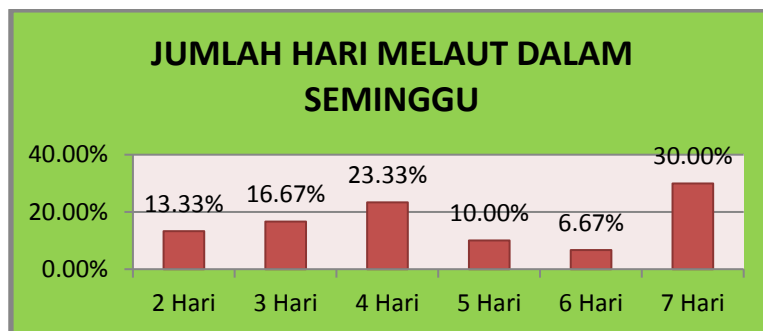 JUMLAH HARI MELAUT DALAM
SEMINGGU
40.00%
20.00%
0.00%
13.33%
16.67%
23.33%
10.00%
6.67%
30.00%
2 Hari
3 Hari
4 Hari
5 Hari
6 Hari
7 Hari